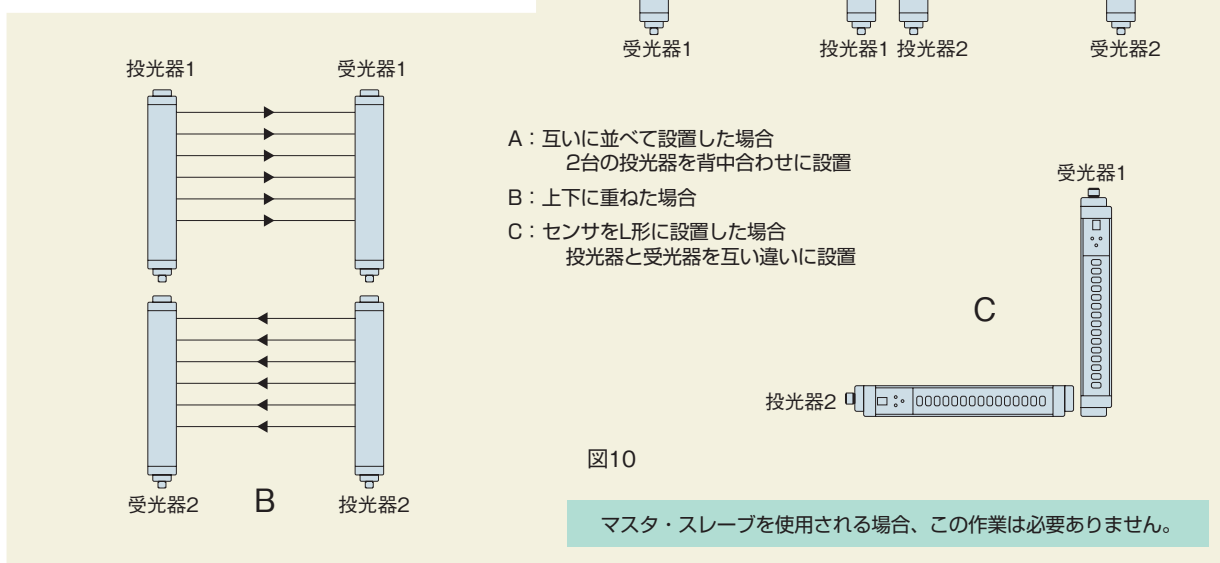 受光器1
投光器1 投光器2
受光器2
投光器1
受光器1
A：互いに並べて設置した場合
2台の投光器を背中合わせに設置
B：上下に重ねた場合
C：センサをL形に設置した場合
投光器と受光器を互い違いに設置
受光器1
C
投光器2
図10
受光器2
B
投光器2
マスタ・スレーブを使用される場合、この作業は必要ありません。